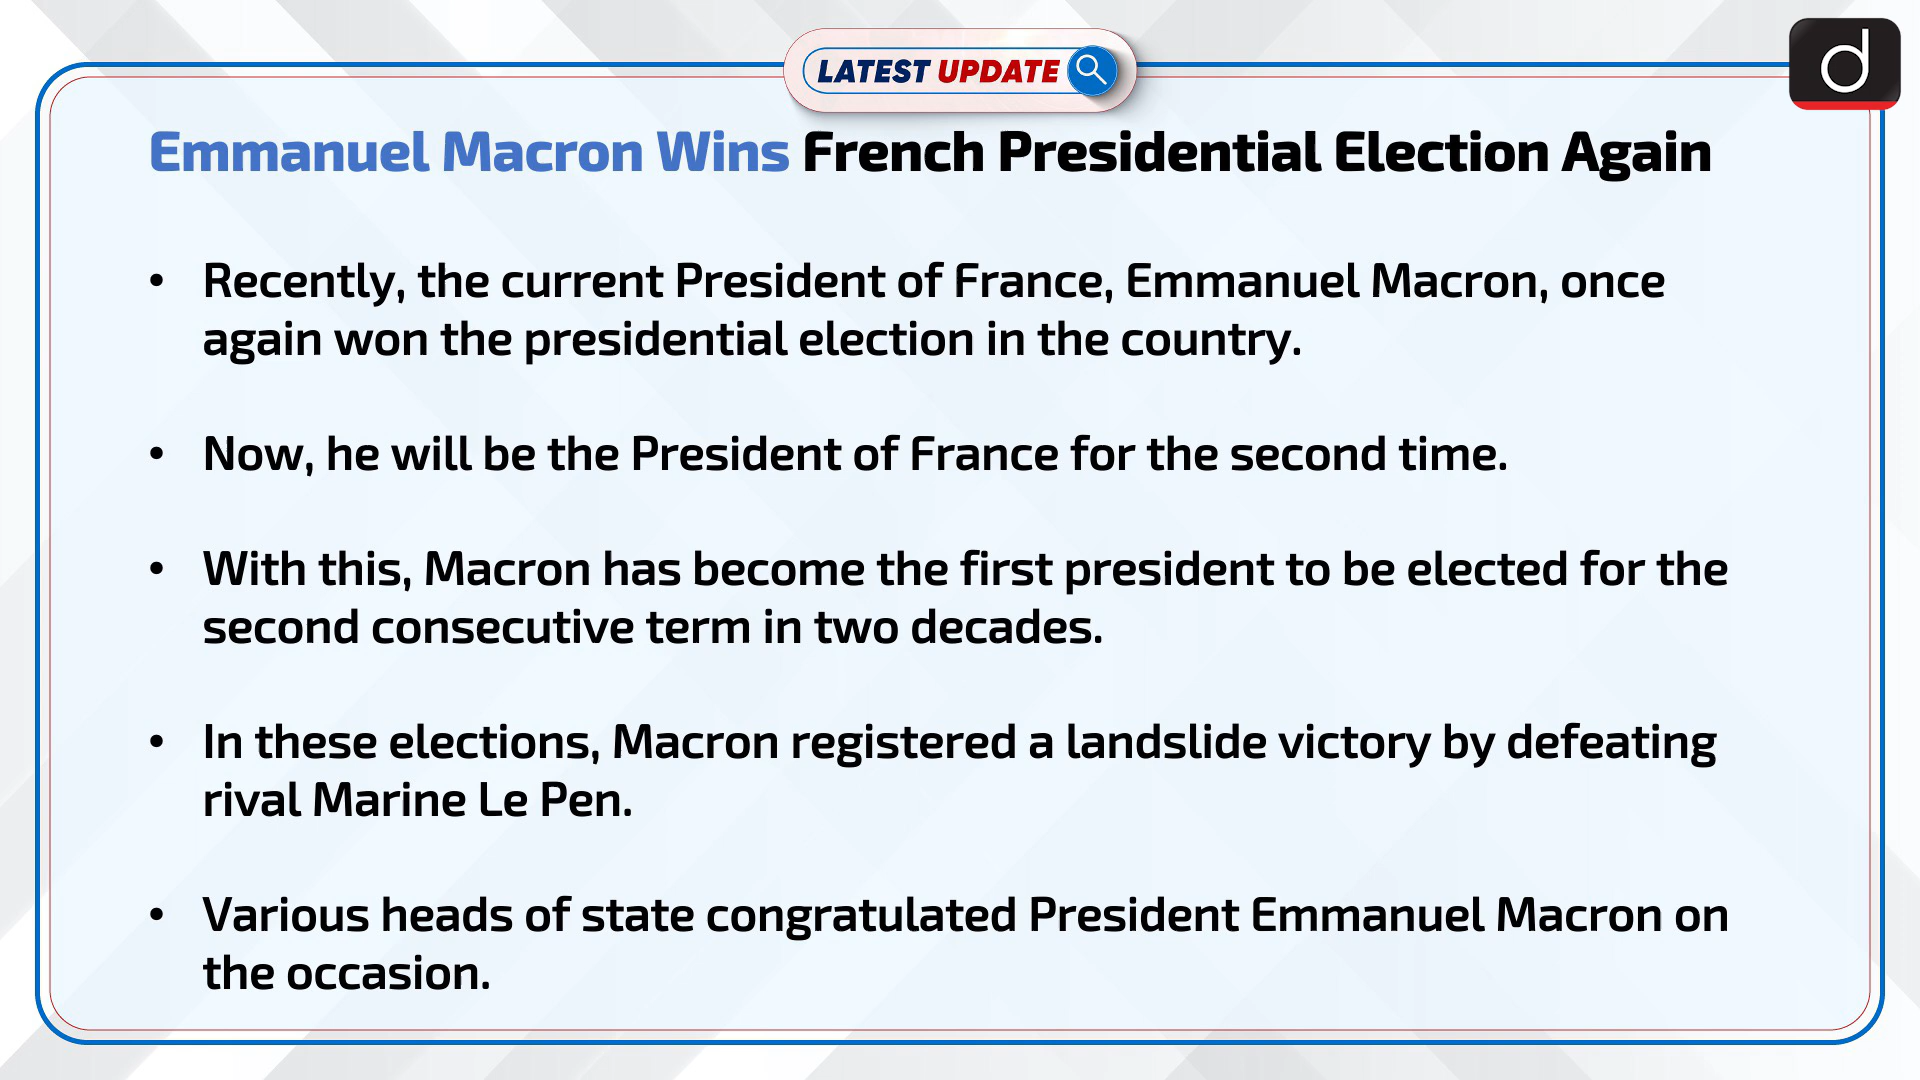 LATEST UPDATE
d
Emmanuel Macron Wins French Presidential Election Again
• Recently, the current President of France, Emmanuel Macron, once
again won the presidential election in the country.
• Now, he will be the President of France for the second time.
• With this, Macron has become the first president to be elected for the
second consecutive term in two decades.
• In these elections, Macron registered a landslide victory by defeating
rival Marine Le Pen.
• Various heads of state congratulated President Emmanuel Macron on
the occasion.